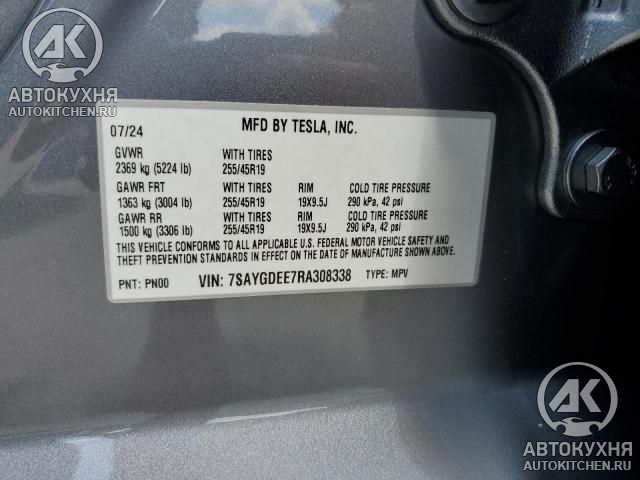 АВТОКУХНЯ
AUTOKITCHEN.RU
07/24 MFD BY TESLA, INC.
GVWR WITH TIRES
2369 kg (5224 lb) 255/45R19
GAWR FRT WITH TIRES RIM COLD TIRE PRESSURE
1363 kg (3004 lb) 255/45R19 19X9.5J 290 kPa, 42 psi
GAWR RR WITH TIRES RIM COLD TIRE PRESSURE
1500 kg (3306 lb) 255/45R19 19X9.5J 290 kPa, 42 psi
THIS VEHICLE CONFORMS TO ALL APPLICABLE U.S. FEDERAL MOTOR VEHICLE SAFETY AND
THEFT PREVENTION STANDARDS IN EFFECT ON THE DATE OF MANUFACTURE SHOWN ABOVE.
PNT: PN00 VIN: 7SAYGDEE7RA308338 TYPE: MPV
АК
АВТОКУХНЯ
AUTOKITCHEN.RU